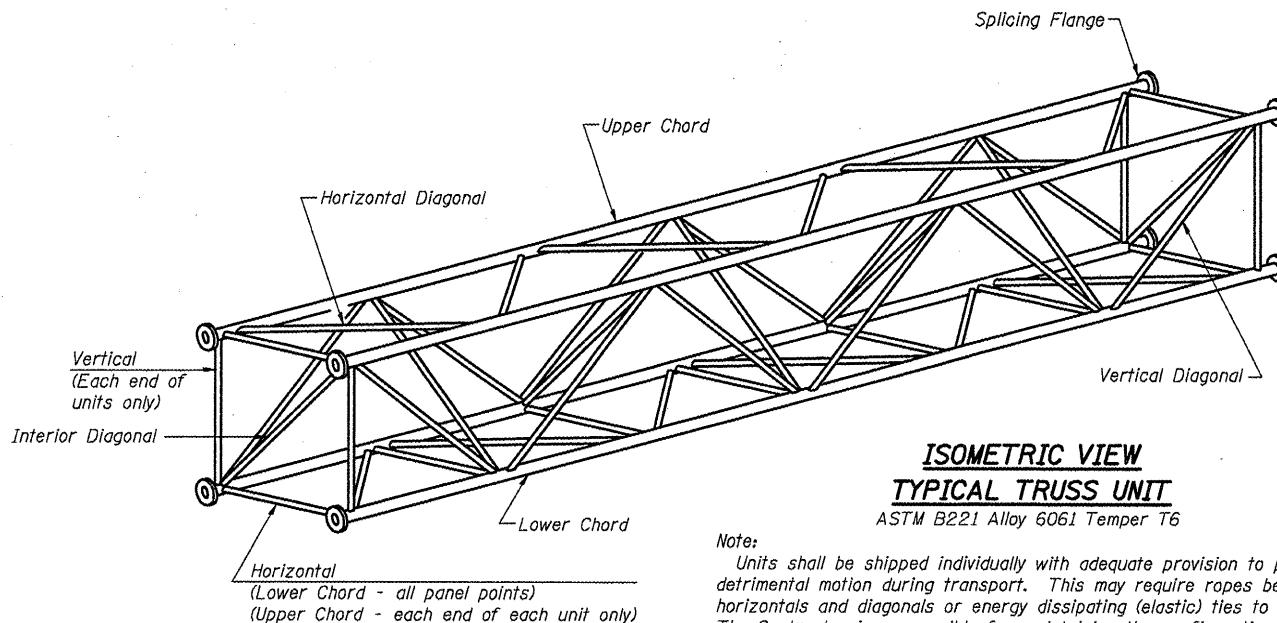 Splicing Flange
Upper Chord
Horizontal Diagonal
Vertical
(Each end of
units only)
Interior Diagonal
Vertical Diagonal
Lower Chord
Horizontal
(Lower Chord - all panel points)
(Upper Chord - each end of each unit only)
ISOMETRIC VIEW
TYPICAL TRUSS UNIT
ASTM B221 Alloy 6061 Temper T6
Note:
Units shall be shipped individually with adequate provision to
detrimental motion during transport. This may require ropes
horizontals and diagonals or energy dissipating (elastic) ties to